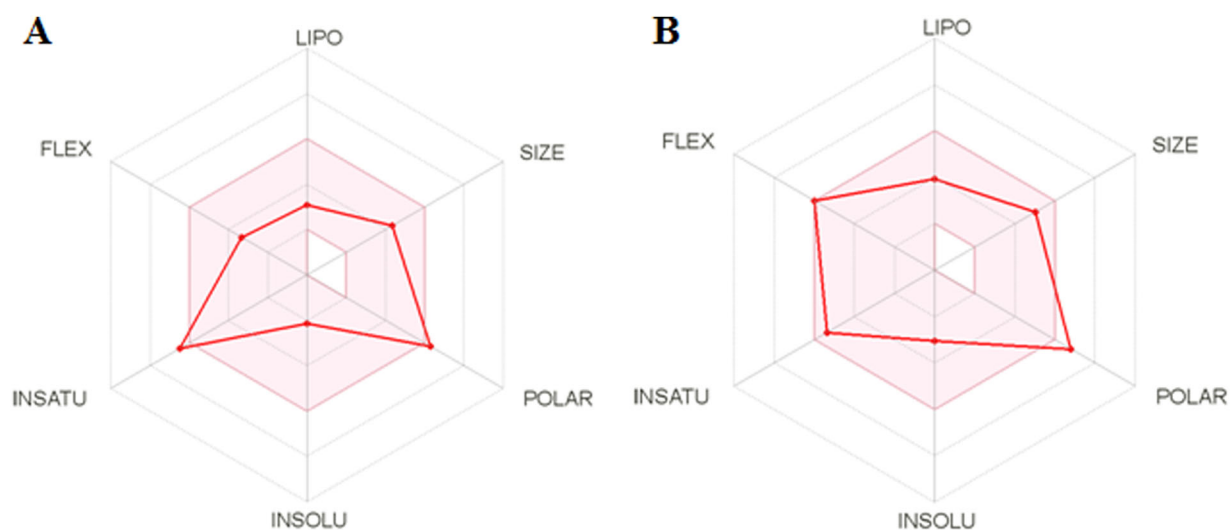 A
LIPO
FLEX
SIZE
INSATU
POLAR
INSOLU
B
LIPO
FLEX
SIZE
INSATU
POLAR
INSOLU